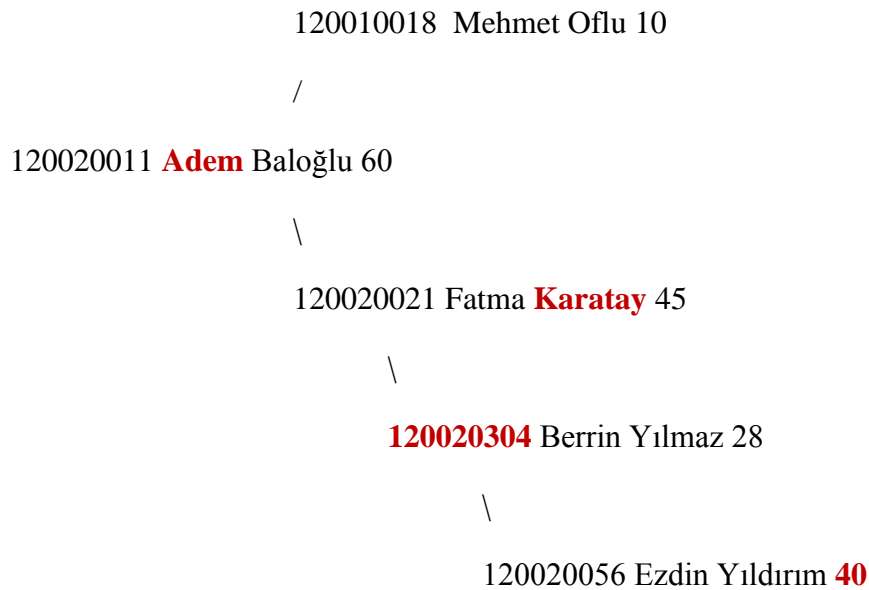 120010018 Mehmet Oflu 10
/
120020011 Adem Baloğlu 60
\
120020021 Fatma Karatay 45
\
120020304 Berrin Yılmaz 28
\
120020056 Ezdin Yıldırım 40